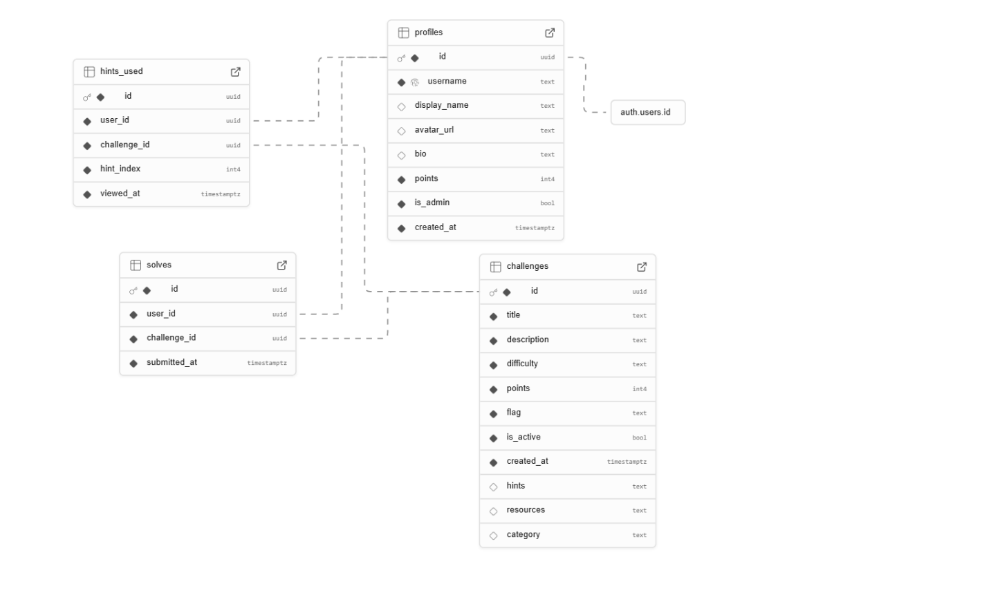 hints_used
id uuid
user_id uuid
challenge_id uuid
hint_index int4
viewed_at timestamptz
solves
id uuid
user_id uuid
challenge_id uuid
submitted_at timestamptz
profiles
id uuid
username text
display_name text
avatar_url text
bio text
points int4
is_admin bool
created_at timestamptz
auth.users.id
challenges
id uuid
title text
description text
difficulty text
points int4
flag text
is_active bool
created_at timestamptz
hints text
resources text
category text